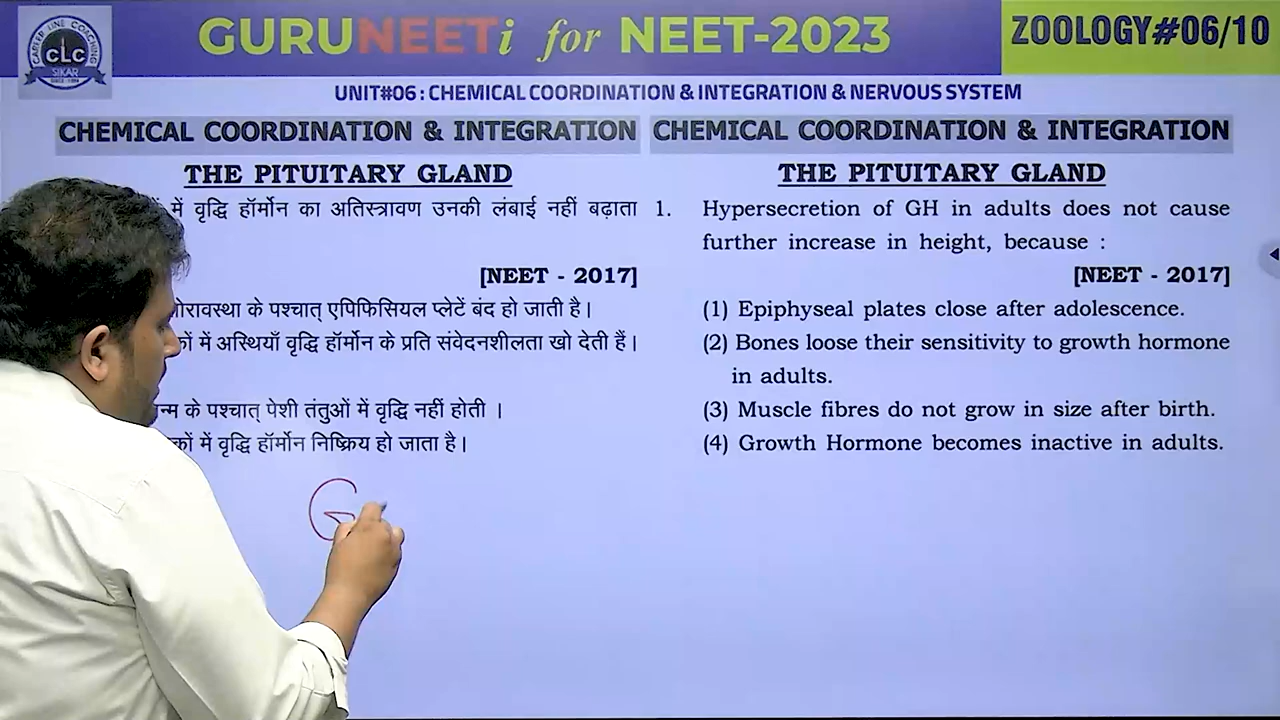 CAREER LINE COACHING
CLC
SIKAR
GURUNEETi for NEET-2023
ZOOLOGY#06/10
UNIT#06 : CHEMICAL COORDINATION & INTEGRATION & NERVOUS SYSTEM
CHEMICAL COORDINATION & INTEGRATION
THE PITUITARY GLAND
में वृद्धि हॉर्मोन का अतिस्त्रावण उनकी लंबाई नहीं बढ़ाता
[NEET - 2017]
के पश्चात् एपिफिसियल प्लेटें बंद हो जाती है।
में अस्थियाँ वृद्धि हॉर्मोन के प्रति संवेदनशीलता खो देती हैं।
के पश्चात् पेशी तंतुओं में वृद्धि नहीं होती ।
में वृद्धि हॉर्मोन निष्क्रिय हो जाता है।
G
CHEMICAL COORDINATION & INTEGRATION
THE PITUITARY GLAND
1. Hypersecretion of GH in adults does not cause
further increase in height, because :
[NEET - 2017]
(1) Epiphyseal plates close after adolescence.
(2) Bones loose their sensitivity to growth hormone
in adults.
(3) Muscle fibres do not grow in size after birth.
(4) Growth Hormone becomes inactive in adults.